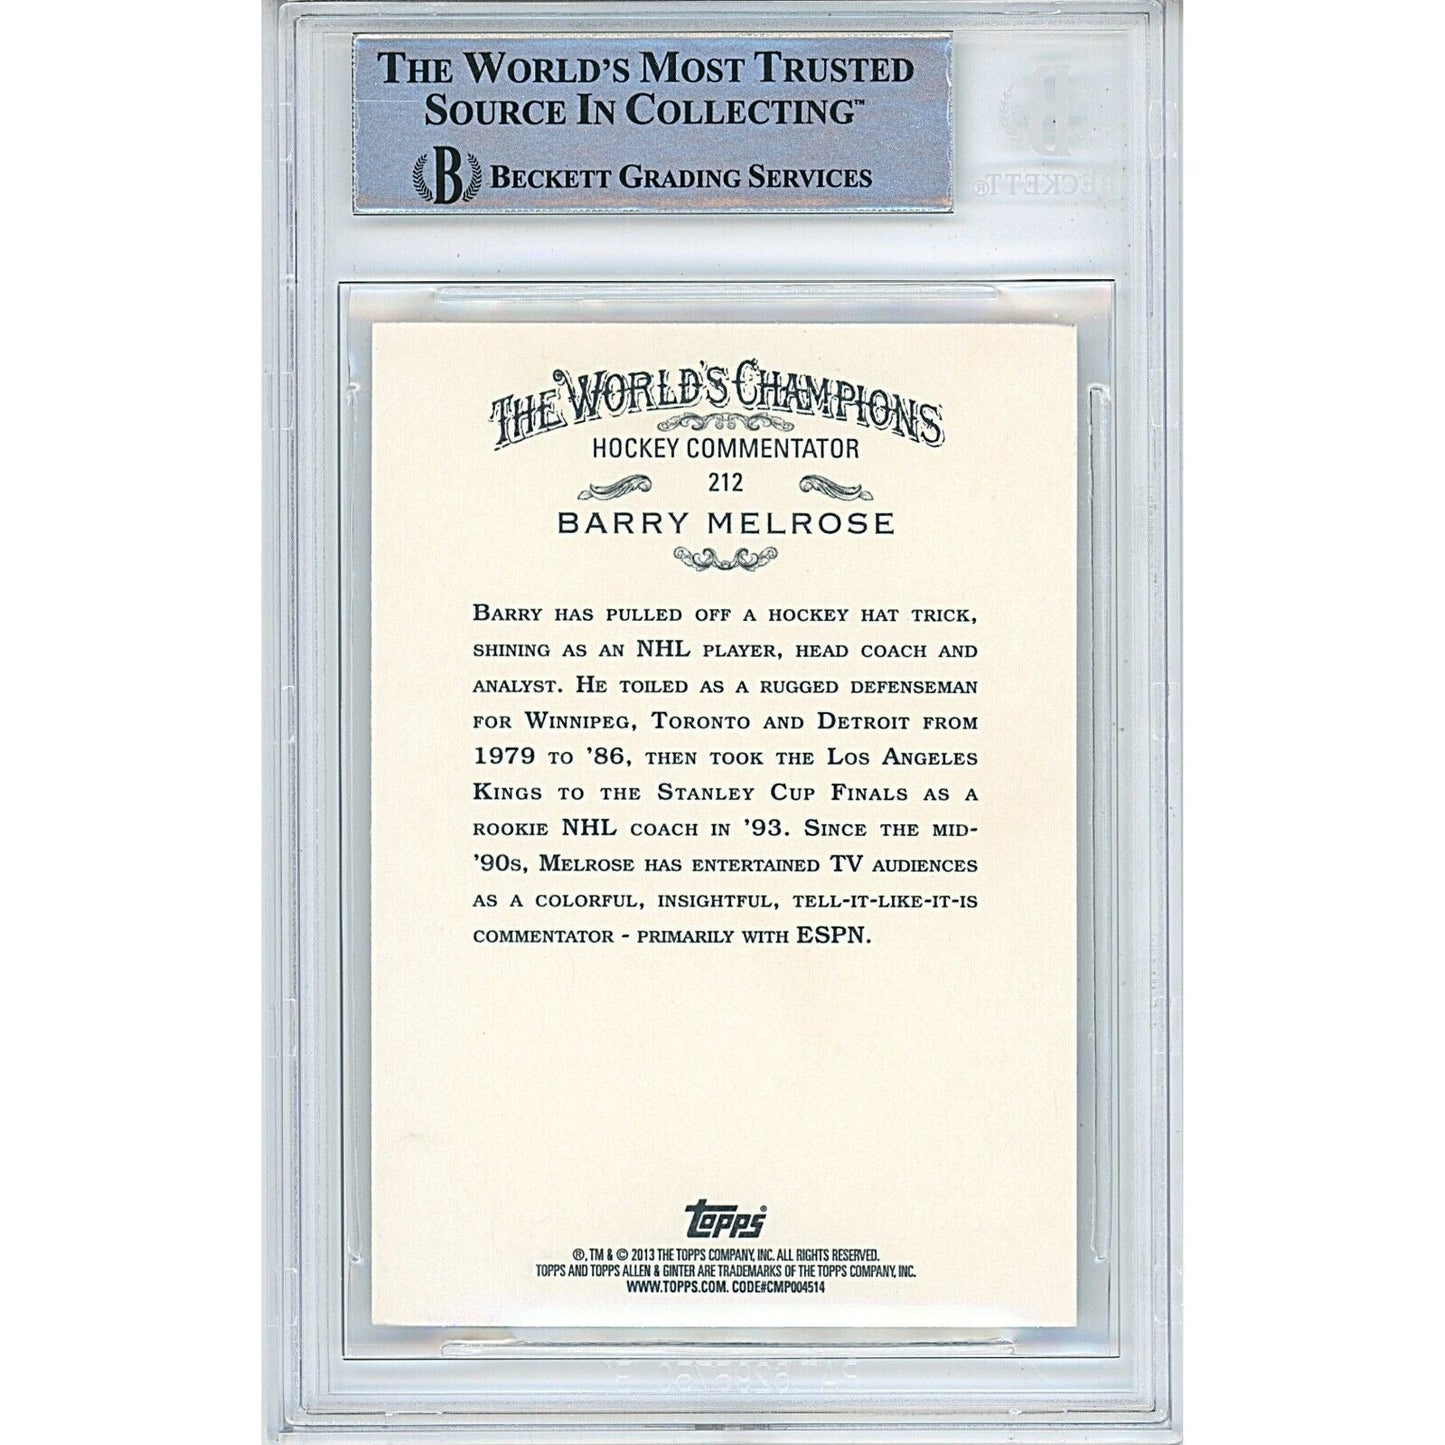 The World's Most Trusted
Source In Collecting™
B Beckett Grading Services
BECKETT®
The World's Champions
HOCKEY COMMENTATOR
212
BARRY MELROSE
Barry has pulled off a hockey hat trick,
shining as an NHL player, head coach and
analyst. He toiled as a rugged defenseman
for Winnipeg, Toronto and Detroit from
1979 to '86, then took the Los Angeles
Kings to the Stanley Cup Finals as a
rookie NHL coach in '93. Since the mid-
'90s, Melrose has entertained TV audiences
as a colorful, insightful, tell-it-like-it-is
commentator - primarily with ESPN.
Topps®
®, TM & © 2013 THE TOPPS COMPANY, INC. ALL RIGHTS RESERVED.
TOPPS AND TOPPS ALLEN & GINTER ARE TRADEMARKS OF THE TOPPS COMPANY, INC.
WWW.TOPPS.COM. CODE#CMP004514